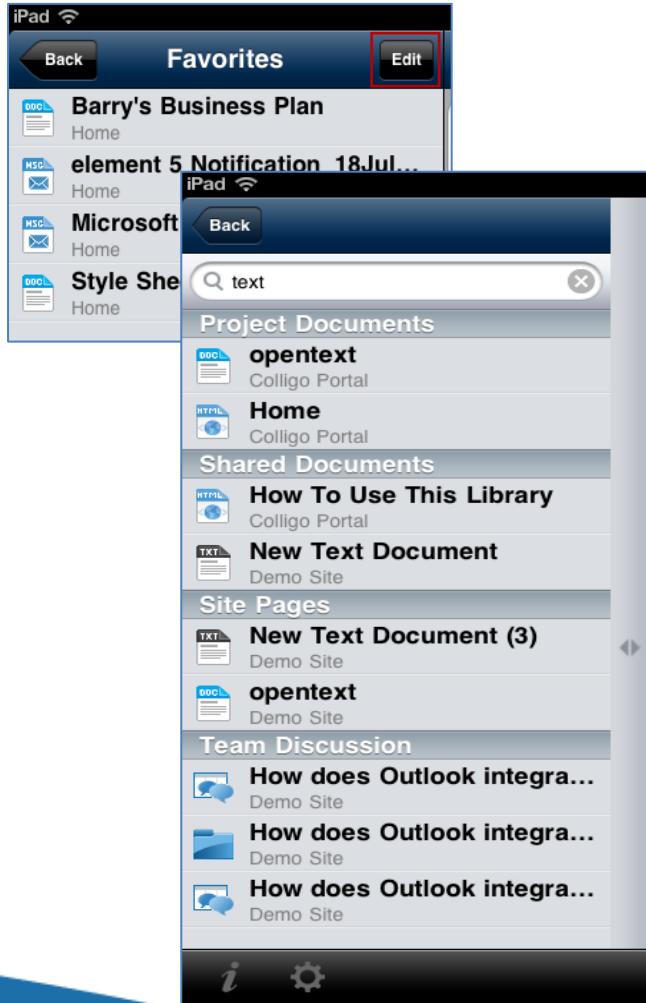 iPad
Back
Favorites
Edit
DOC
Barry's Business Plan
Home
MSG
element 5 Notification_18Jul...
Home
MSG
Microsoft
Home
DOC
Style She
Home
iPad
Back
text
Project Documents
DOC
opentext
Colligo Portal
HTML
Home
Colligo Portal
Shared Documents
HTML
How To Use This Library
Colligo Portal
TXT
New Text Document
Demo Site
Site Pages
TXT
New Text Document (3)
Demo Site
DOC
opentext
Demo Site
Team Discussion
How does Outlook integra...
Demo Site
How does Outlook integra...
Demo Site
How does Outlook integra...
Demo Site
i